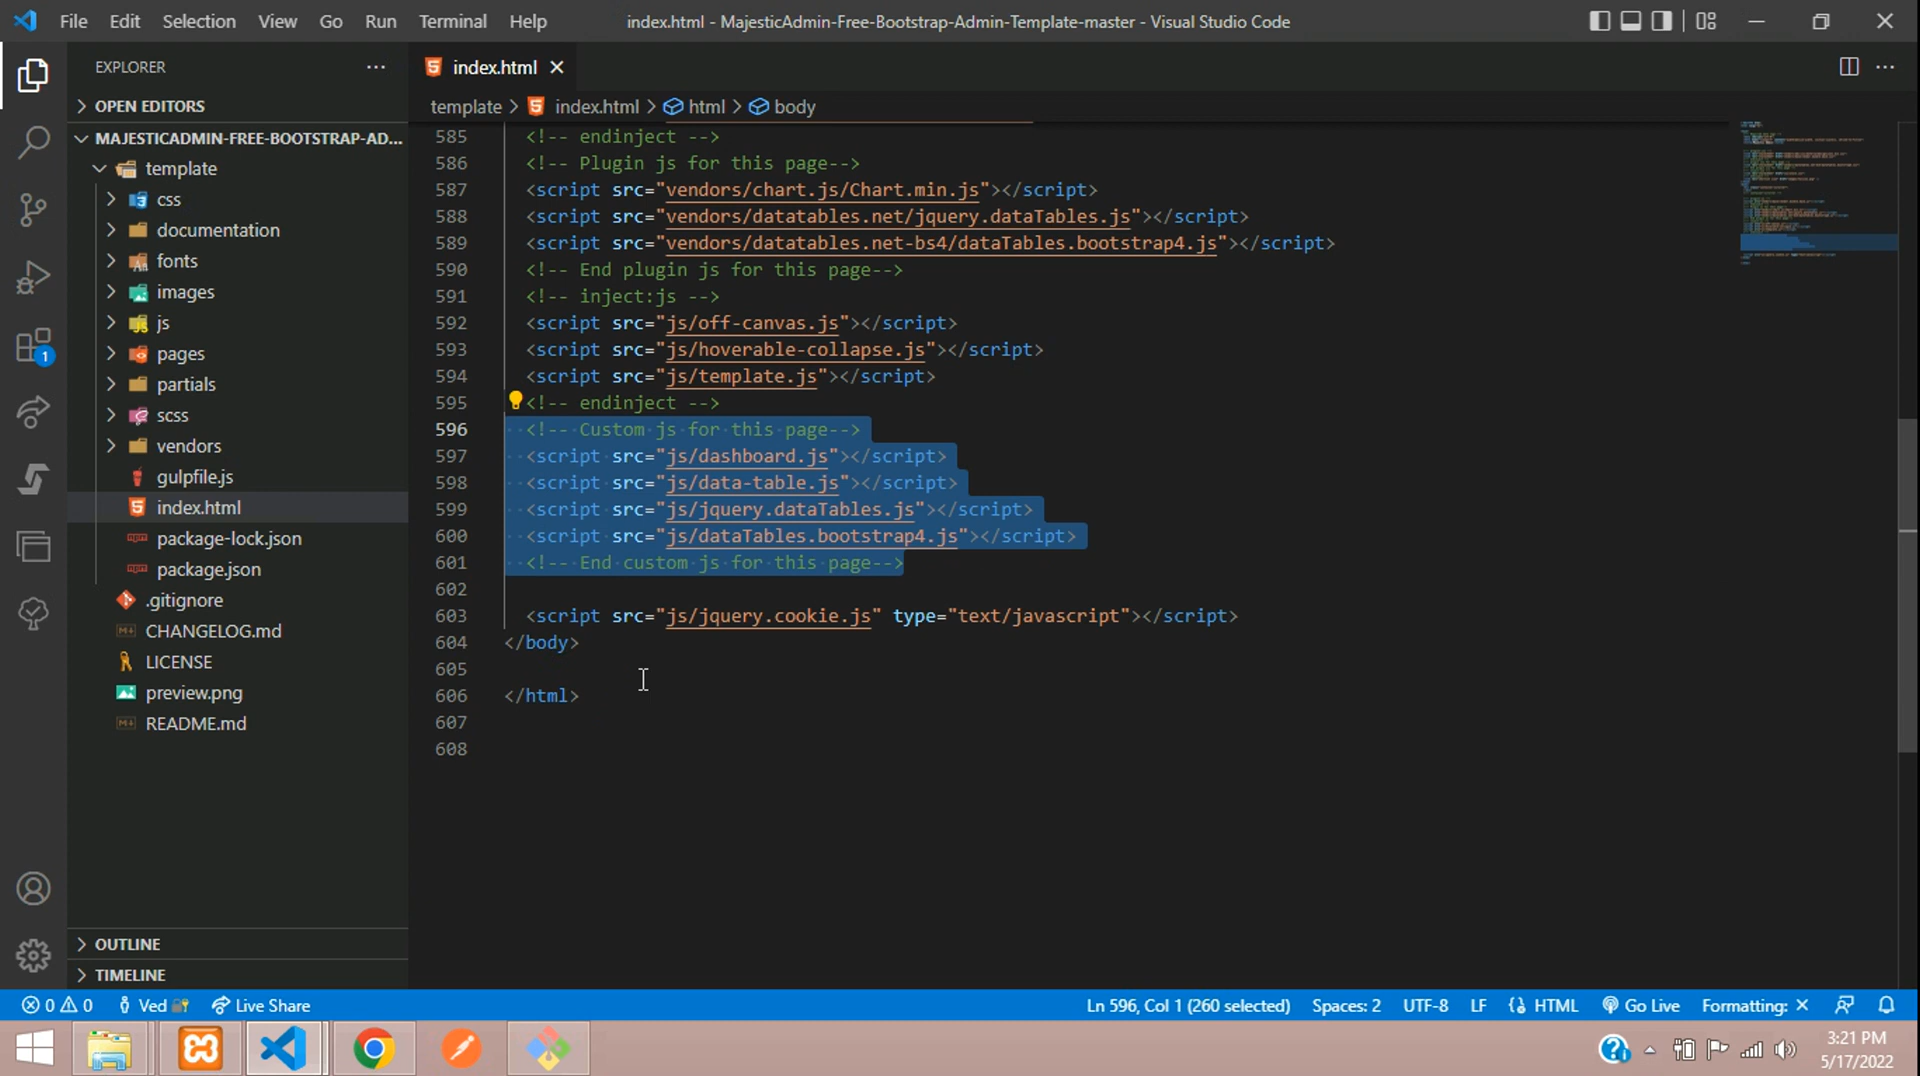 File Edit Selection View Go Run Terminal Help index.html - MajesticAdmin-Free-Bootstrap-Admin-Template-master - Visual Studio Code
EXPLORER
index.html
OPEN EDITORS
template > index.html > html > body
MAJESTICADMIN-FREE-BOOTSTRAP-AD...
template
css
documentation
fonts
images
js
pages
partials
scss
vendors
gulpfile.js
index.html
package-lock.json
package.json
.gitignore
CHANGELOG.md
LICENSE
preview.png
README.md
OUTLINE
TIMELINE
1
585 <!-- endinject -->
586 <!-- Plugin js for this page-->
587 <script src="vendors/chart.js/Chart.min.js"></script>
588 <script src="vendors/datatables.net/jquery.dataTables.js"></script>
589 <script src="vendors/datatables.net-bs4/dataTables.bootstrap4.js"></script>
590 <!-- End plugin js for this page-->
591 <!-- inject:js -->
592 <script src="js/off-canvas.js"></script>
593 <script src="js/hoverable-collapse.js"></script>
594 <script src="js/template.js"></script>
595 <!-- endinject -->
596 <!-- Custom js for this page-->
597 <script src="js/dashboard.js"></script>
598 <script src="js/data-table.js"></script>
599 <script src="js/jquery.dataTables.js"></script>
600 <script src="js/dataTables.bootstrap4.js"></script>
601 <!-- End custom js for this page-->
602
603 <script src="js/jquery.cookie.js" type="text/javascript"></script>
604 </body>
605
606 </html>
607
608
0 0 Ved Live Share Ln 596, Col 1 (260 selected) Spaces: 2 UTF-8 LF HTML Go Live Formatting: ×
3:21 PM
5/17/2022